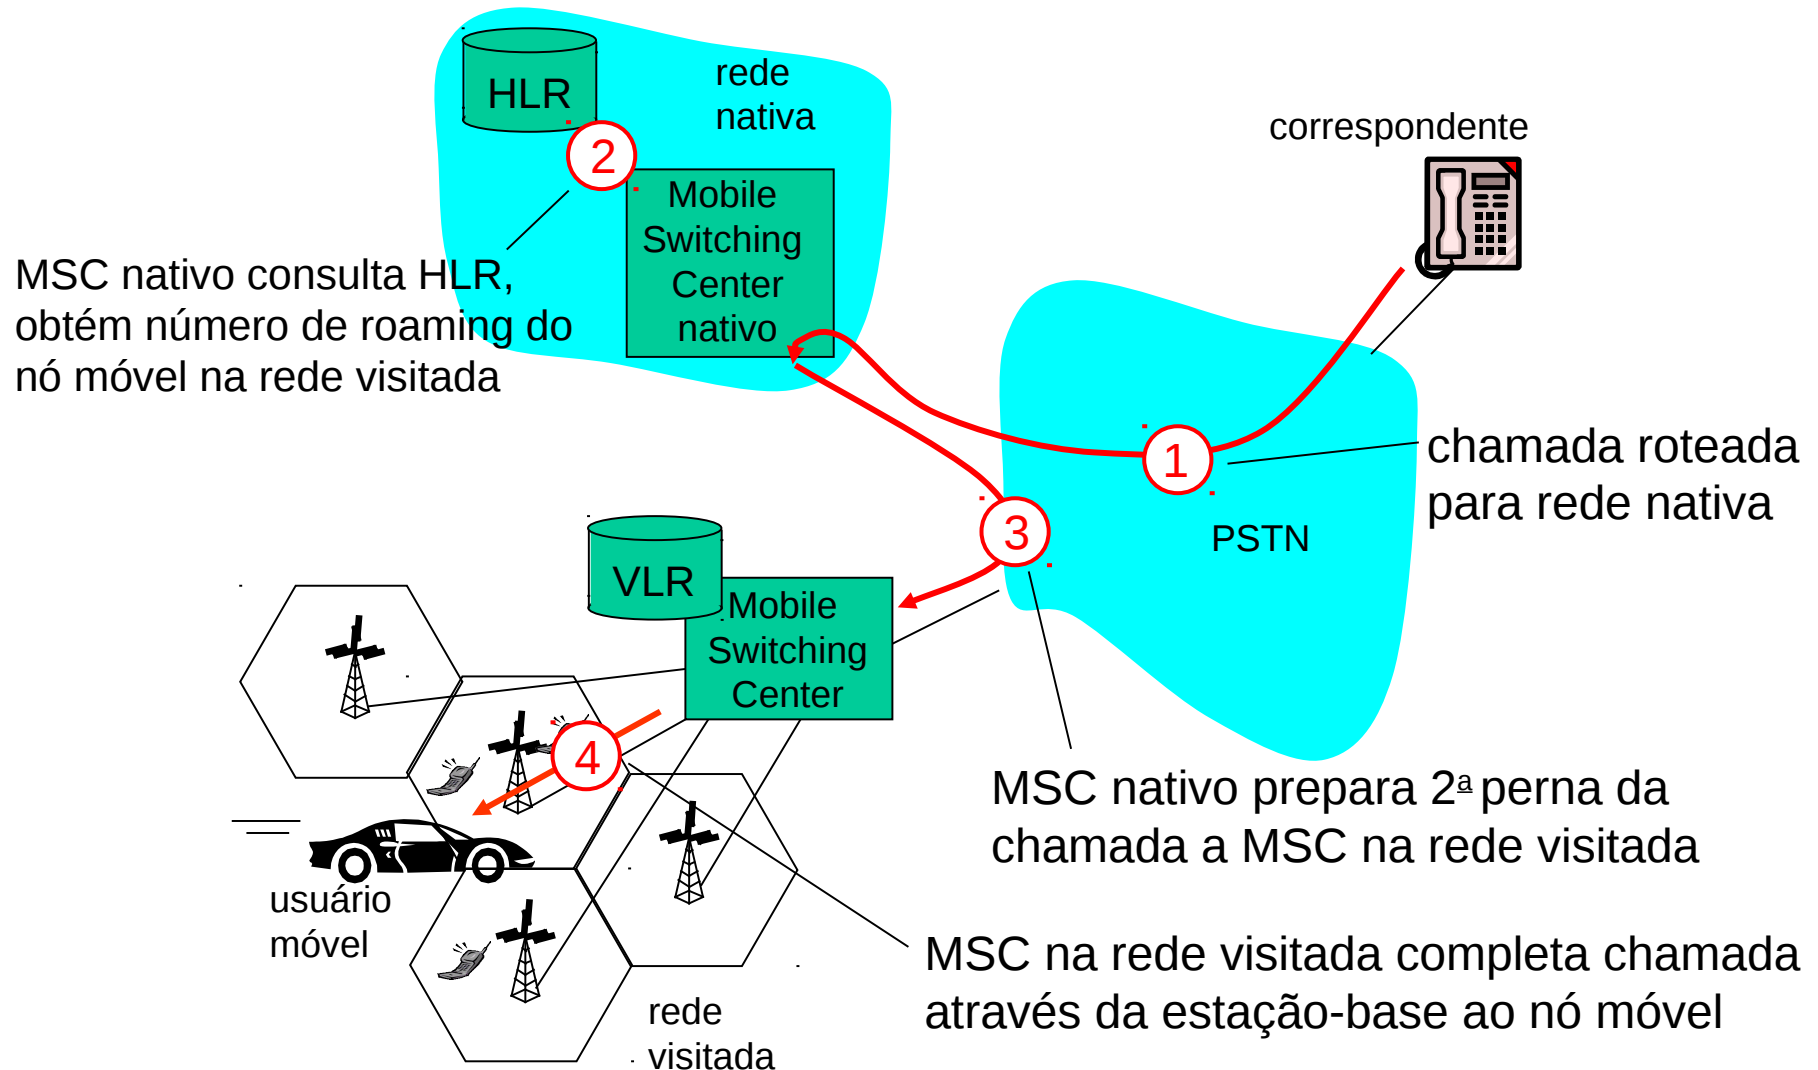 HLR
rede
nativa
correspondente
2
Mobile
Switching
Center
nativo
MSC nativo consulta HLR,
obtém número de roaming do
nó móvel na rede visitada
1
chamada roteada
para rede nativa
3
PSTN
VLR
Mobile
Switching
Center
4
MSC nativo prepara 2ª perna da
chamada a MSC na rede visitada
usuário
móvel
MSC na rede visitada completa chamada
através da estação-base ao nó móvel
rede
visitada